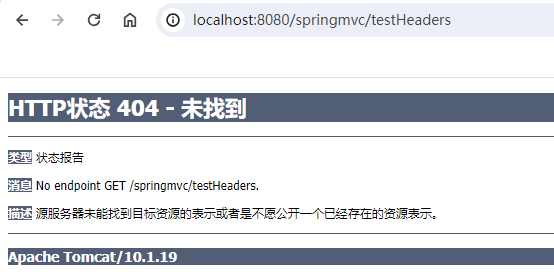 localhost:8080/springmvc/testHeaders
HTTP状态 404 - 未找到
类型 状态报告
消息 No endpoint GET /springmvc/testHeaders.
描述 源服务器未能找到目标资源的表示或者是不愿公开一个已经存在的资源表示。
Apache Tomcat/10.1.19